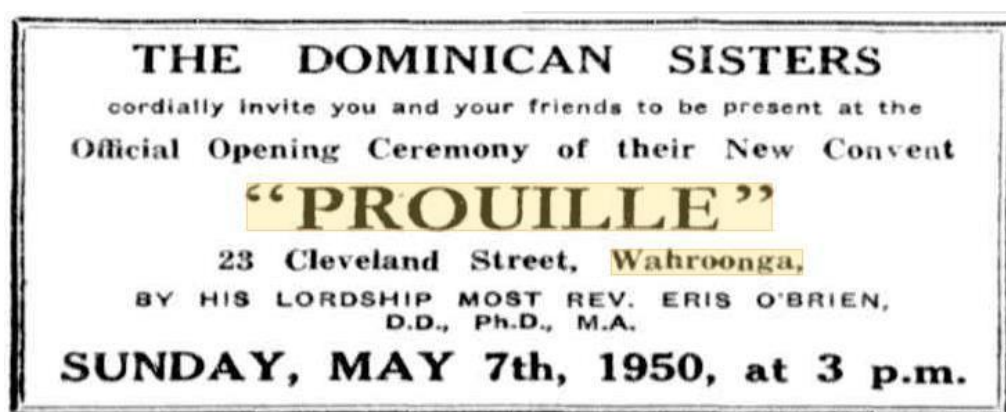 THE DOMINICAN SISTERS
cordially invite you and your friends to be present at the
Official Opening Ceremony of their New Convent
“PROUILLE”
23 Cleveland Street, Wahroonga,
BY HIS LORDSHIP MOST REV. ERIS O'BRIEN,
D.D., Ph.D., M.A.
SUNDAY, MAY 7th, 1950, at 3 p.m.